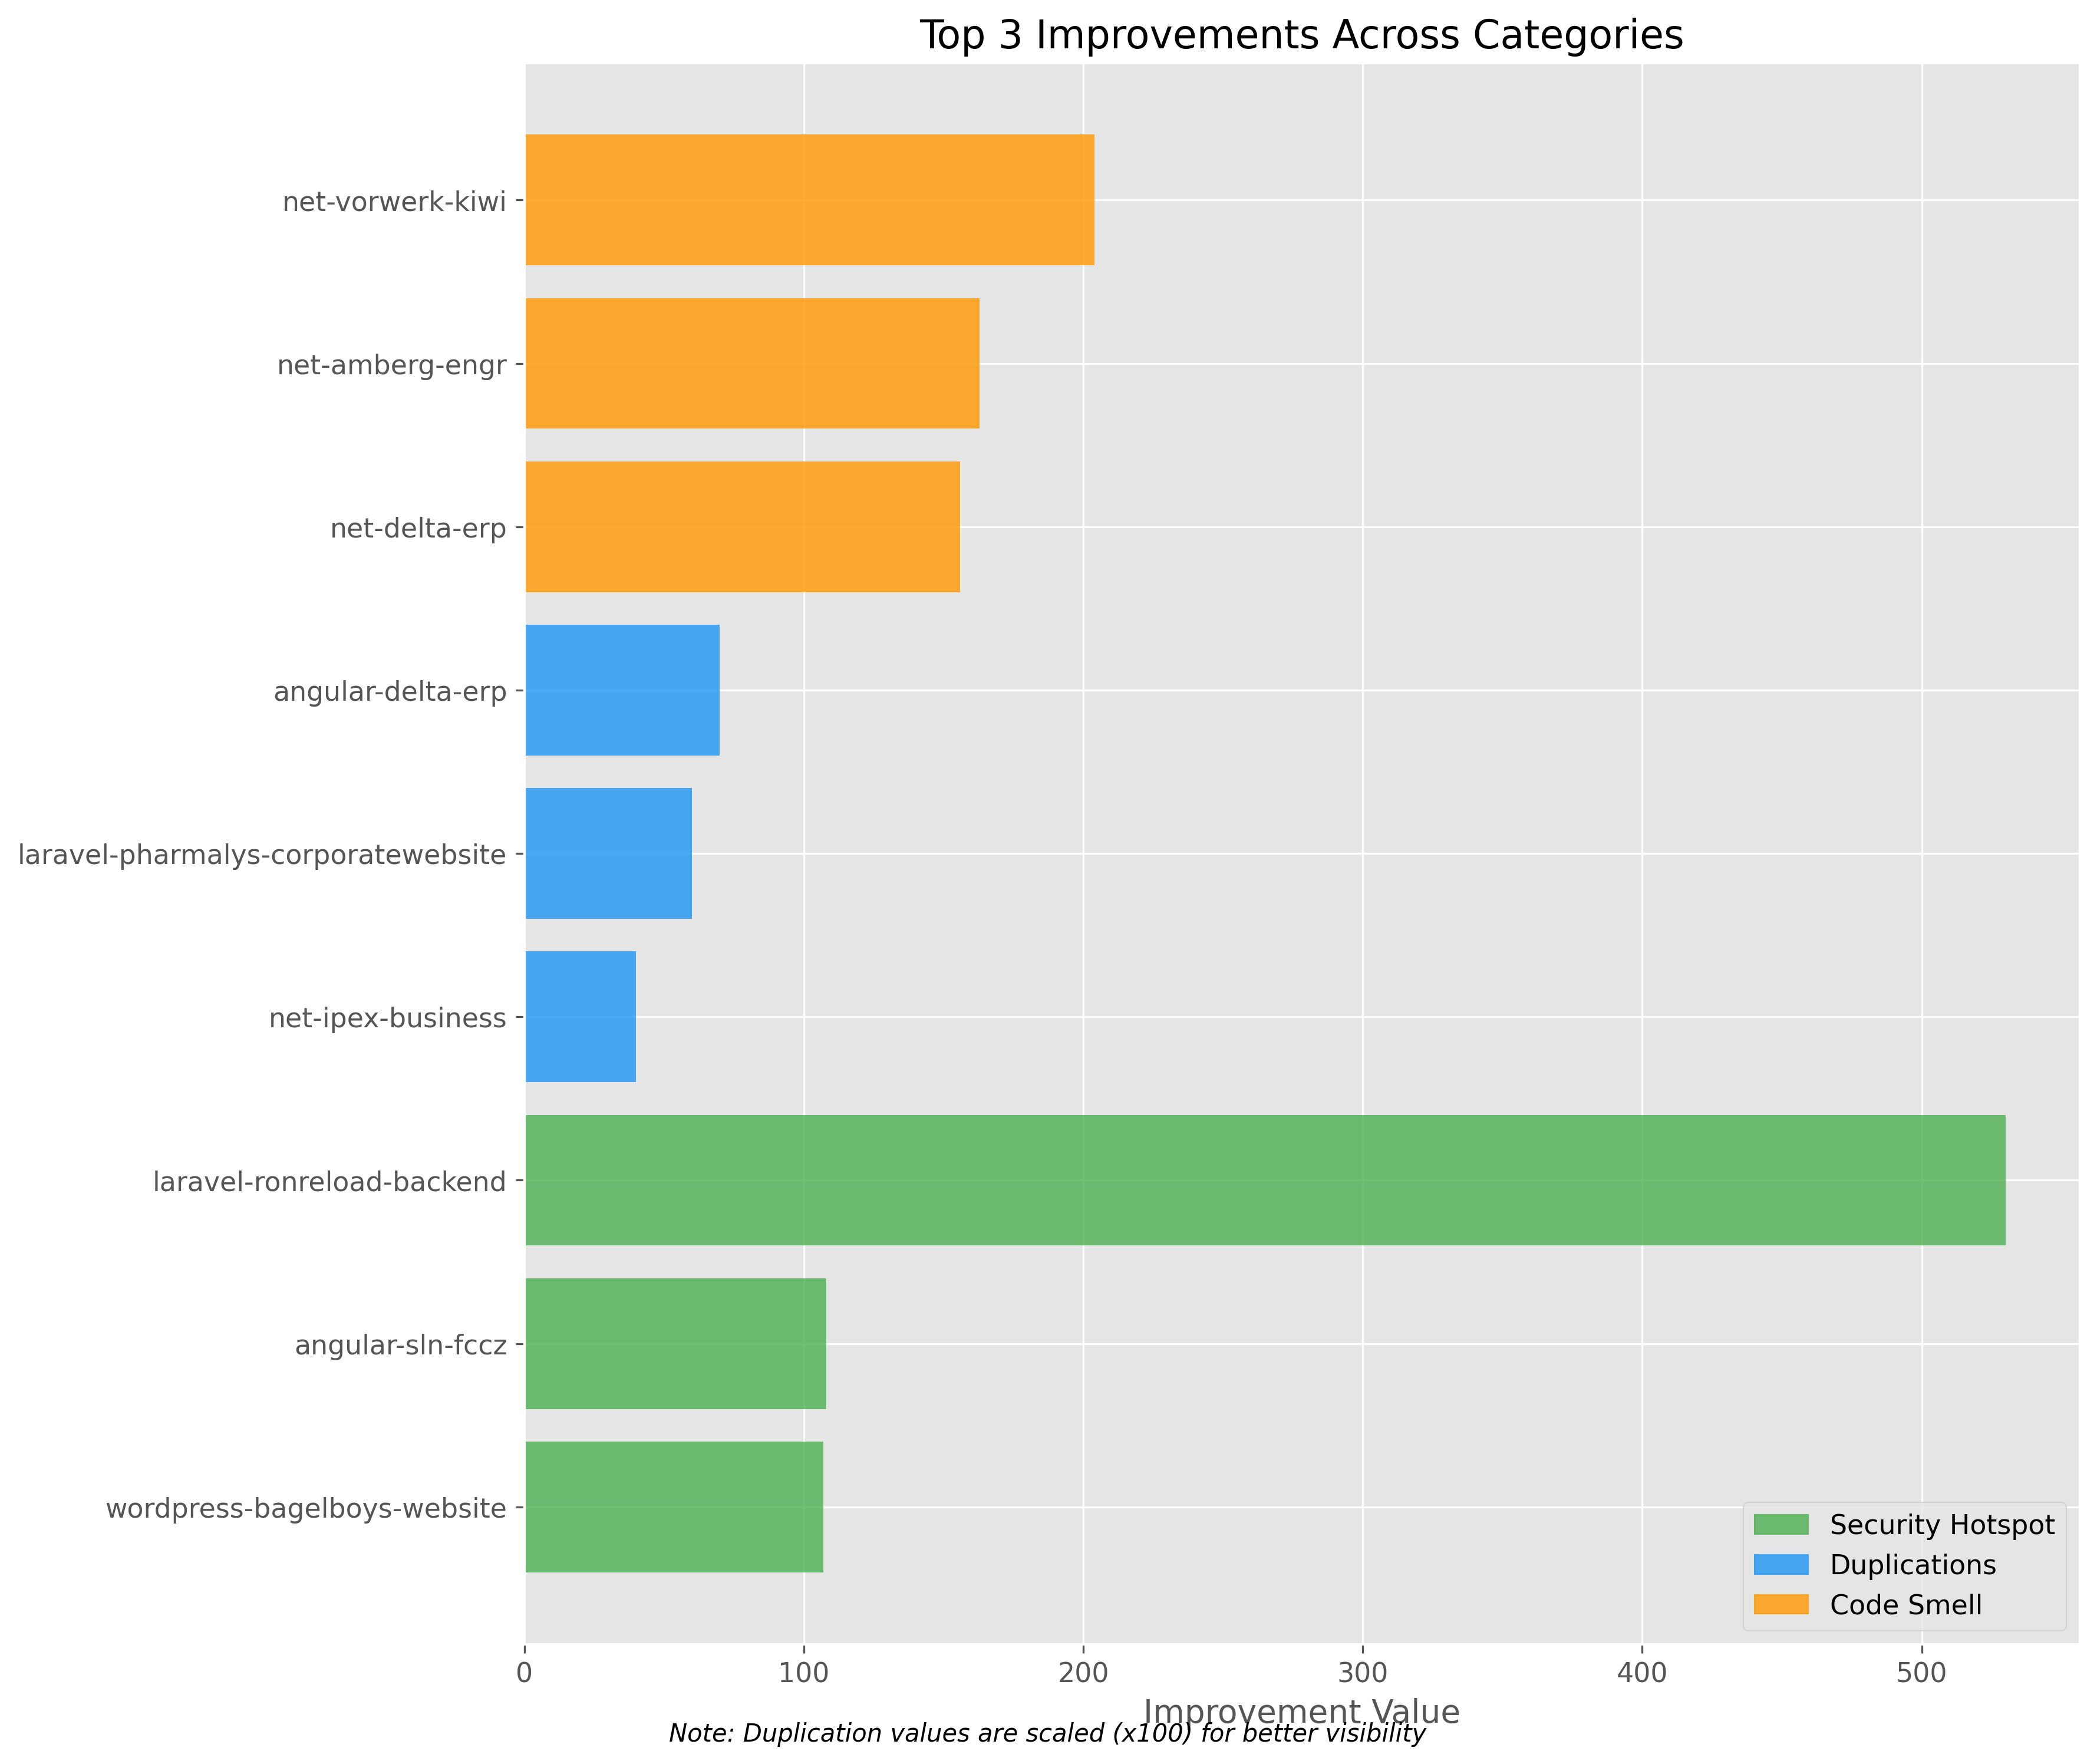 Top 3 Improvements Across Categories
net-vorwerk-kiwi
net-amberg-engr
net-delta-erp
angular-delta-erp
laravel-pharmalys-corporatewebsite
net-ipex-business
laravel-ronreload-backend
angular-sln-fccz
wordpress-bagelboys-website
Security Hotspot
Duplications
Code Smell
0 100 200 300 400 500
Improvement Value
Note: Duplication values are scaled (x100) for better visibility